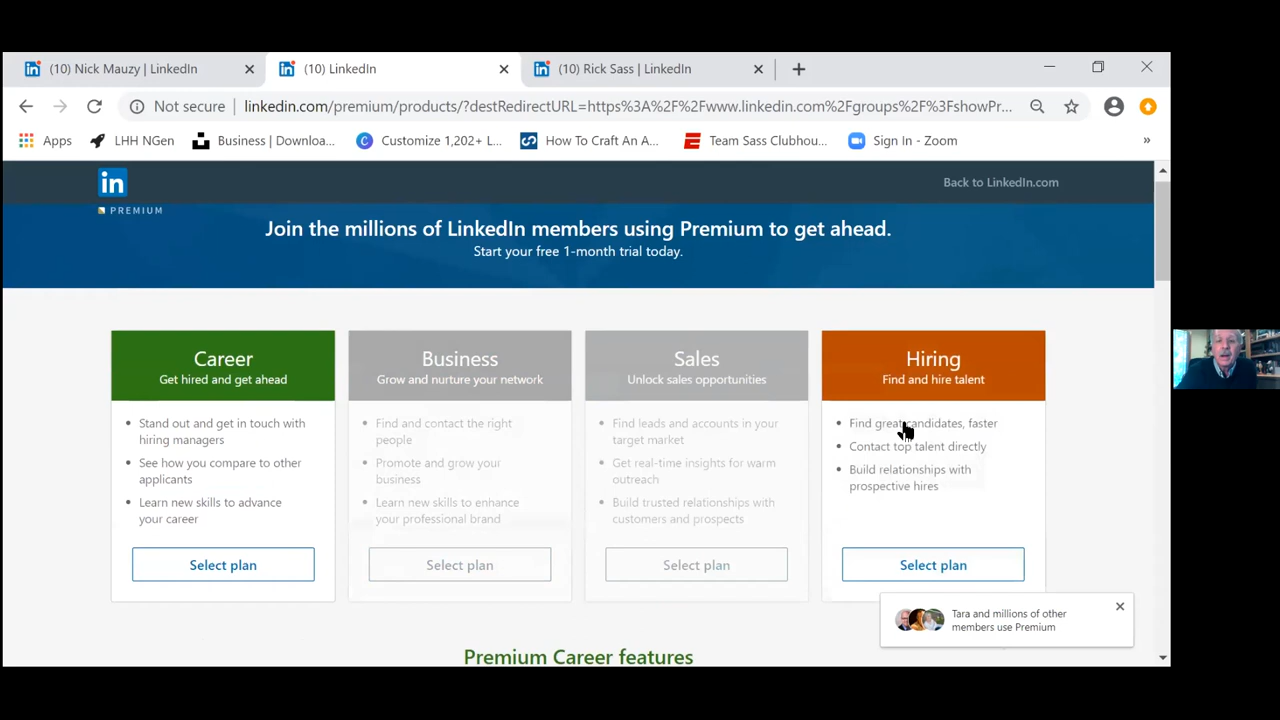 (10) Nick Mauzy | LinkedIn
(10) LinkedIn
(10) Rick Sass | LinkedIn
Not secure
linkedin.com/premium/products/?destRedirectURL=https%3A%2F%2Fwww.linkedin.com%2Fgroups%2F%3FshowPr...
Apps
LHH NGen
Business | Downloa...
Customize 1,202+ L...
How To Craft An A...
Team Sass Clubhou...
Sign In - Zoom
»
in
PREMIUM
Back to LinkedIn.com
Join the millions of LinkedIn members using Premium to get ahead.
Start your free 1-month trial today.
Career
Get hired and get ahead
• Stand out and get in touch with
hiring managers
• See how you compare to other
applicants
• Learn new skills to advance
your career
Select plan
Business
Grow and nurture your network
• Find and contact the right
people
• Promote and grow your
business
• Learn new skills to enhance
your professional brand
Select plan
Sales
Unlock sales opportunities
• Find leads and accounts in your
target market
• Get real-time insights for warm
outreach
• Build trusted relationships with
customers and prospects
Select plan
Hiring
Find and hire talent
• Find great candidates, faster
• Contact top talent directly
• Build relationships with
prospective hires
Select plan
Tara and millions of other
members use Premium
Premium Career features